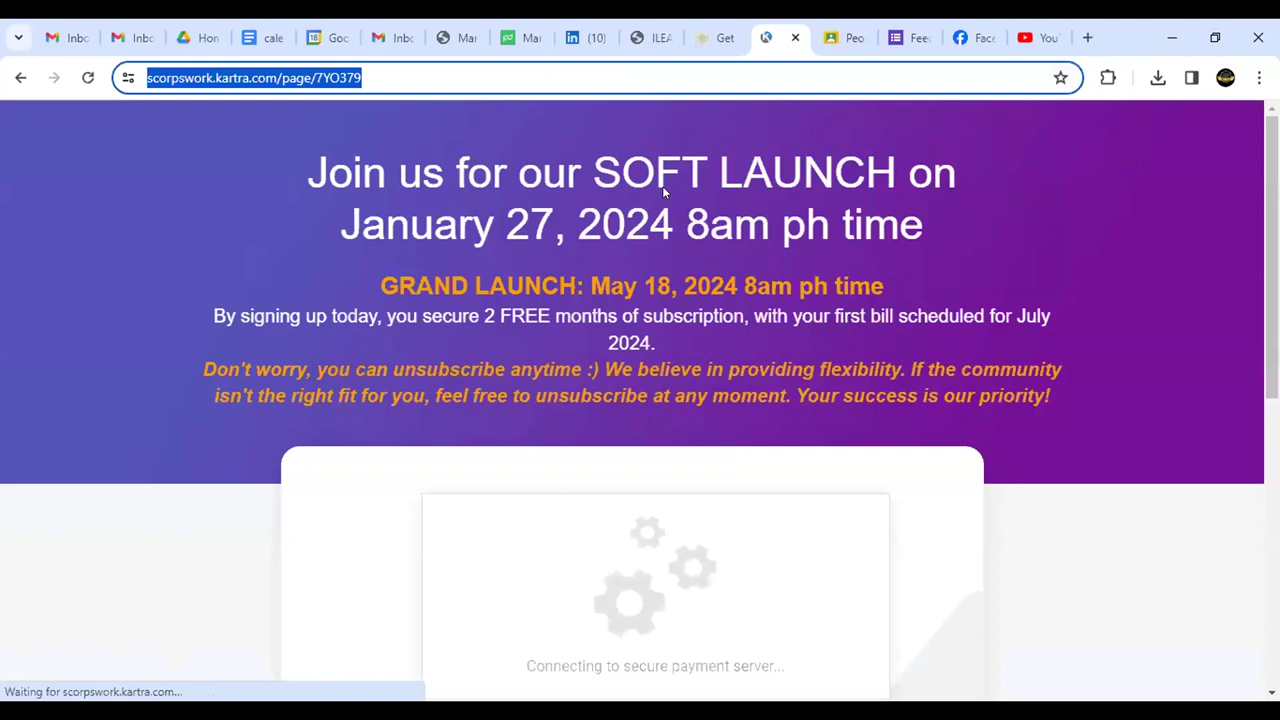 Inbo
Inbo
Hon
cale
Goo
Inbo
Mar
Mar
(10)
ILEA
Get
Peo
Fee
Face
You
scorpswork.kartra.com/page/7YO379
Join us for our SOFT LAUNCH on
January 27, 2024 8am ph time
GRAND LAUNCH: May 18, 2024 8am ph time
By signing up today, you secure 2 FREE months of subscription, with your first bill scheduled for July
2024.
Don't worry, you can unsubscribe anytime :) We believe in providing flexibility. If the community
isn't the right fit for you, feel free to unsubscribe at any moment. Your success is our priority!
Connecting to secure payment server...
Waiting for scorpswork.kartra.com...